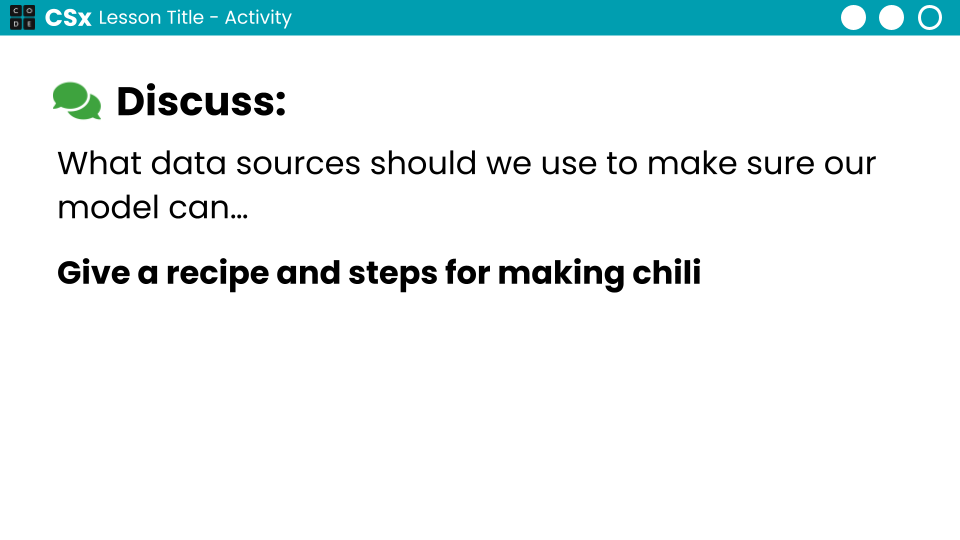 C O D E CSx Lesson Title - Activity
Discuss:
What data sources should we use to make sure our
model can...
Give a recipe and steps for making chili